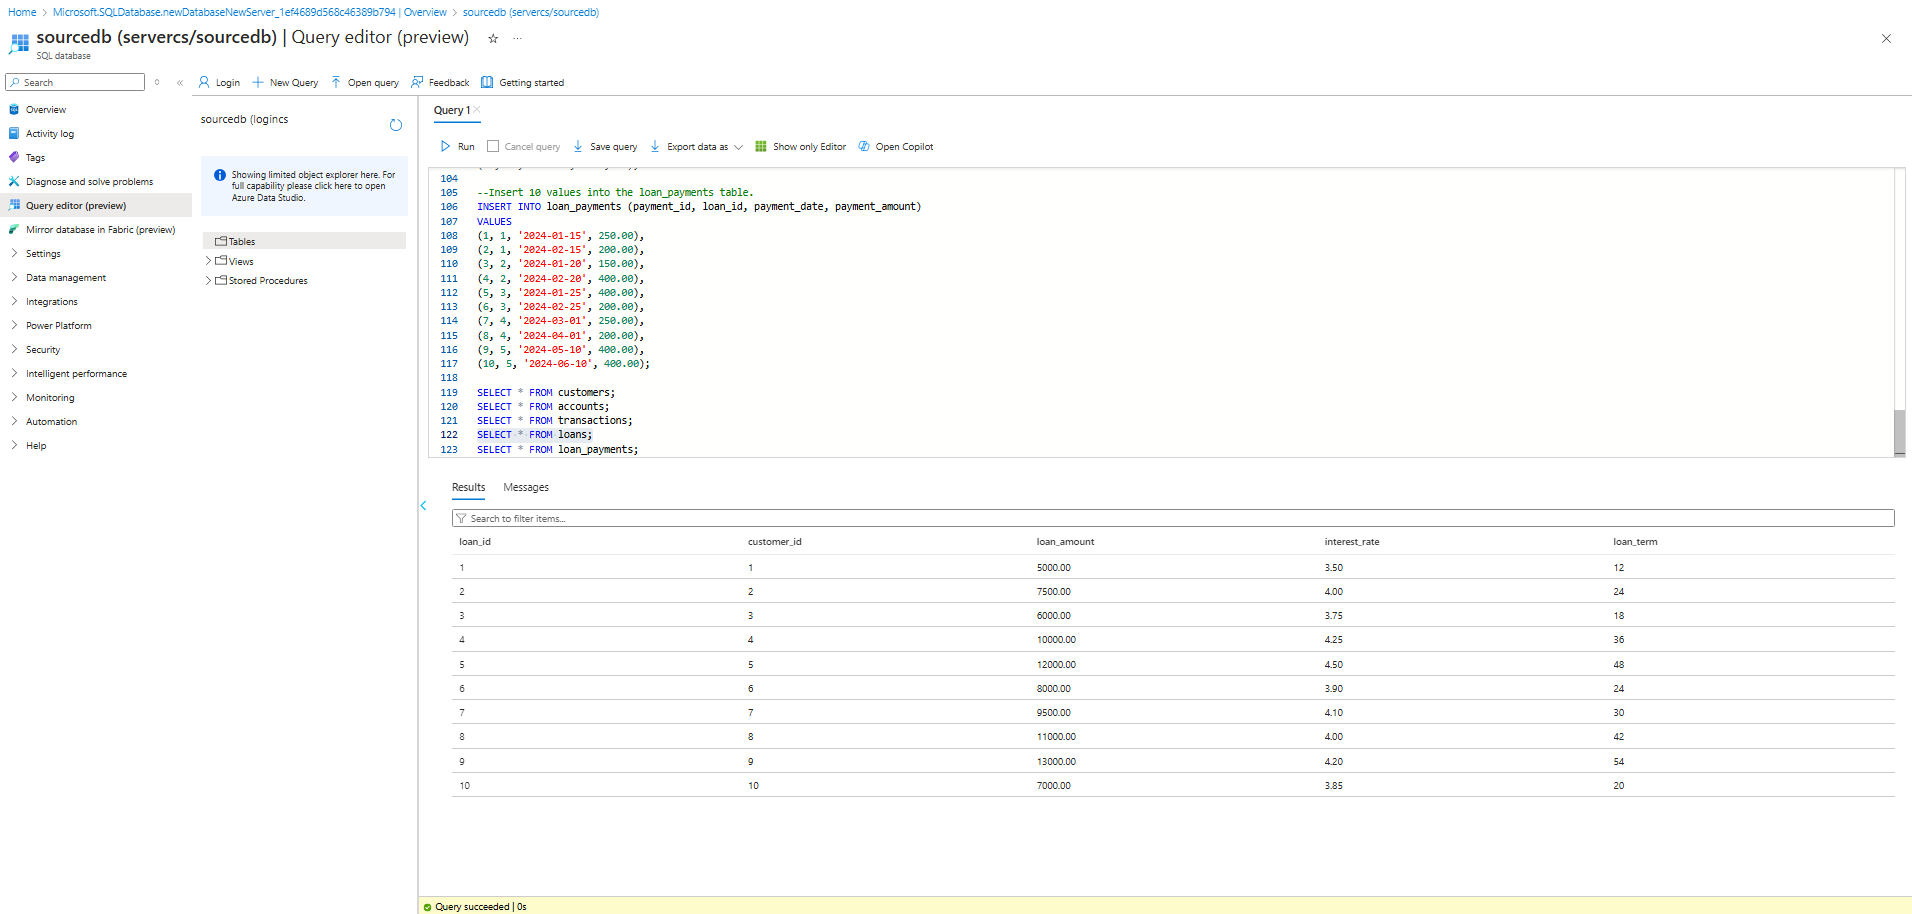 Home > Microsoft.SQLDatabase.newDatabaseNewServer_1ef4689d568c46389b794 | Overview > sourcedb (servercs/sourcedb)
sourcedb (servercs/sourcedb) | Query editor (preview)
SQL database
Search
Login
New Query
Open query
Feedback
Getting started
Overview
Activity log
Tags
Diagnose and solve problems
Query editor (preview)
Mirror database in Fabric (preview)
Settings
Data management
Integrations
Power Platform
Security
Intelligent performance
Monitoring
Automation
Help
sourcedb (logincs
Showing limited object explorer here. For
full capability please click here to open
Azure Data Studio.
Tables
Views
Stored Procedures
Query 1
Run
Cancel query
Save query
Export data as
Show only Editor
Open Copilot
104
105 --Insert 10 values into the loan_payments table.
106 INSERT INTO loan_payments (payment_id, loan_id, payment_date, payment_amount)
107 VALUES
108 (1, 1, '2024-01-15', 250.00),
109 (2, 1, '2024-02-15', 200.00),
110 (3, 2, '2024-01-20', 150.00),
111 (4, 2, '2024-02-20', 400.00),
112 (5, 3, '2024-01-25', 400.00),
113 (6, 3, '2024-02-25', 200.00),
114 (7, 4, '2024-03-01', 250.00),
115 (8, 4, '2024-04-01', 200.00),
116 (9, 5, '2024-05-10', 400.00),
117 (10, 5, '2024-06-10', 400.00);
118
119 SELECT * FROM customers;
120 SELECT * FROM accounts;
121 SELECT * FROM transactions;
122 SELECT * FROM loans;
123 SELECT * FROM loan_payments;
Results Messages
Search to filter items...
loan_id customer_id loan_amount interest_rate loan_term
1 1 5000.00 3.50 12
2 2 7500.00 4.00 24
3 3 6000.00 3.75 18
4 4 10000.00 4.25 36
5 5 12000.00 4.50 48
6 6 8000.00 3.90 24
7 7 9500.00 4.10 30
8 8 11000.00 4.00 42
9 9 13000.00 4.20 54
10 10 7000.00 3.85 20
Query succeeded | 0s